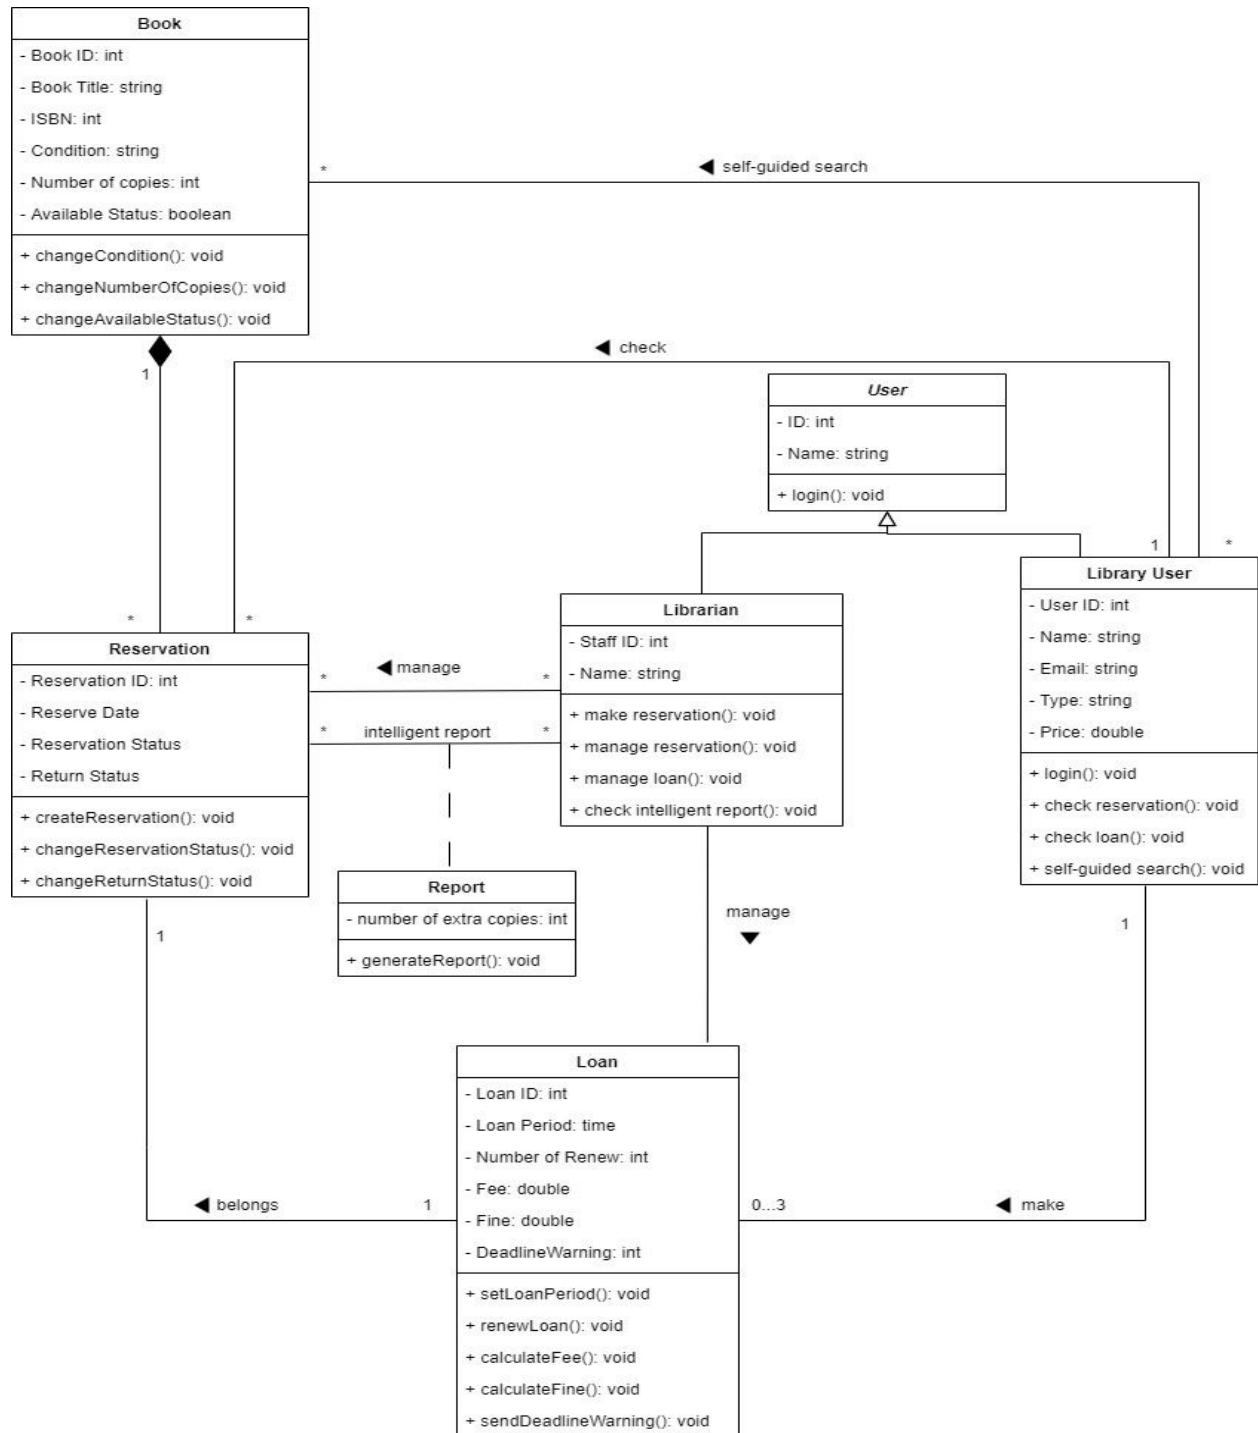 Book
- Book ID: int
- Book Title: string
- ISBN: int
- Condition: string
- Number of copies: int
- Available Status: boolean
+ changeCondition(): void
+ changeNumberOfCopies(): void
+ changeAvailableStatus(): void
* ◀ self-guided search
1
◀ check
User
- ID: int
- Name: string
+ login(): void
1 *
Library User
- User ID: int
- Name: string
- Email: string
- Type: string
- Price: double
+ login(): void
+ check reservation(): void
+ check loan(): void
+ self-guided search(): void
* *
Reservation
- Reservation ID: int
- Reserve Date
- Reservation Status
- Return Status
+ createReservation(): void
+ changeReservationStatus(): void
+ changeReturnStatus(): void
* ◀ manage *
* intelligent report *
Librarian
- Staff ID: int
- Name: string
+ make reservation(): void
+ manage reservation(): void
+ manage loan(): void
+ check intelligent report(): void
Report
- number of extra copies: int
+ generateReport(): void
manage
▼
1
1
◀ belongs 1
0...3 ◀ make
Loan
- Loan ID: int
- Loan Period: time
- Number of Renew: int
- Fee: double
- Fine: double
- DeadlineWarning: int
+ setLoanPeriod(): void
+ renewLoan(): void
+ calculateFee(): void
+ calculateFine(): void
+ sendDeadlineWarning(): void